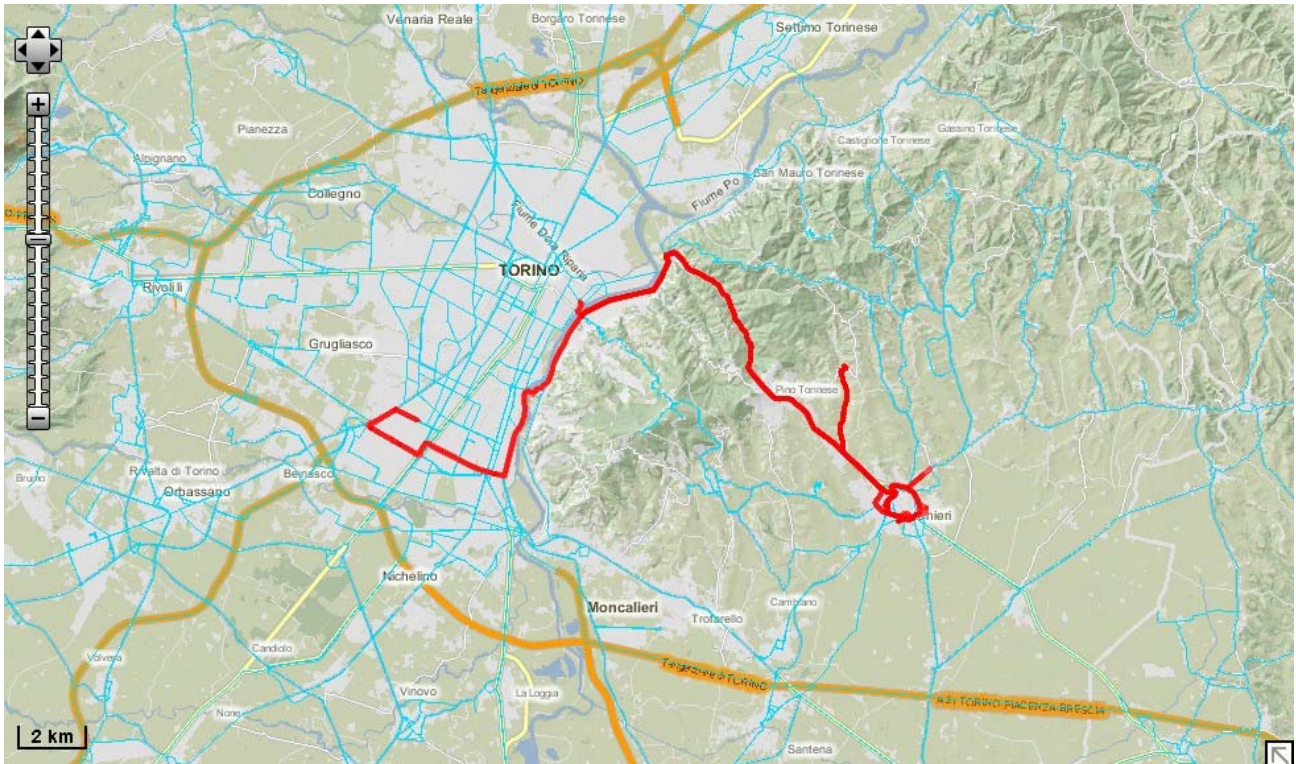 Venaria Reale
Borgaro Torinese
Settimo Torinese
Tangenziale di TORINO
Pianezza
Castiglione Torinese
Gassino Torinese
Alpignano
San Mauro Torinese
Collegno
Fiume Po
Fiume Dora Riparia
TORINO
Rivoli
Grugliasco
Pino Torinese
Rivalta di Torino
Beinasco
Bruino
Orbassano
hieri
Nichelino
Moncalieri
Cambiano
Trofarello
Candiolo
Volvera
Tangenziale di TORINO
Vinovo
La Loggia
A21 TORINO-PIACENZA-BRESCIA
None
2 km
Santena